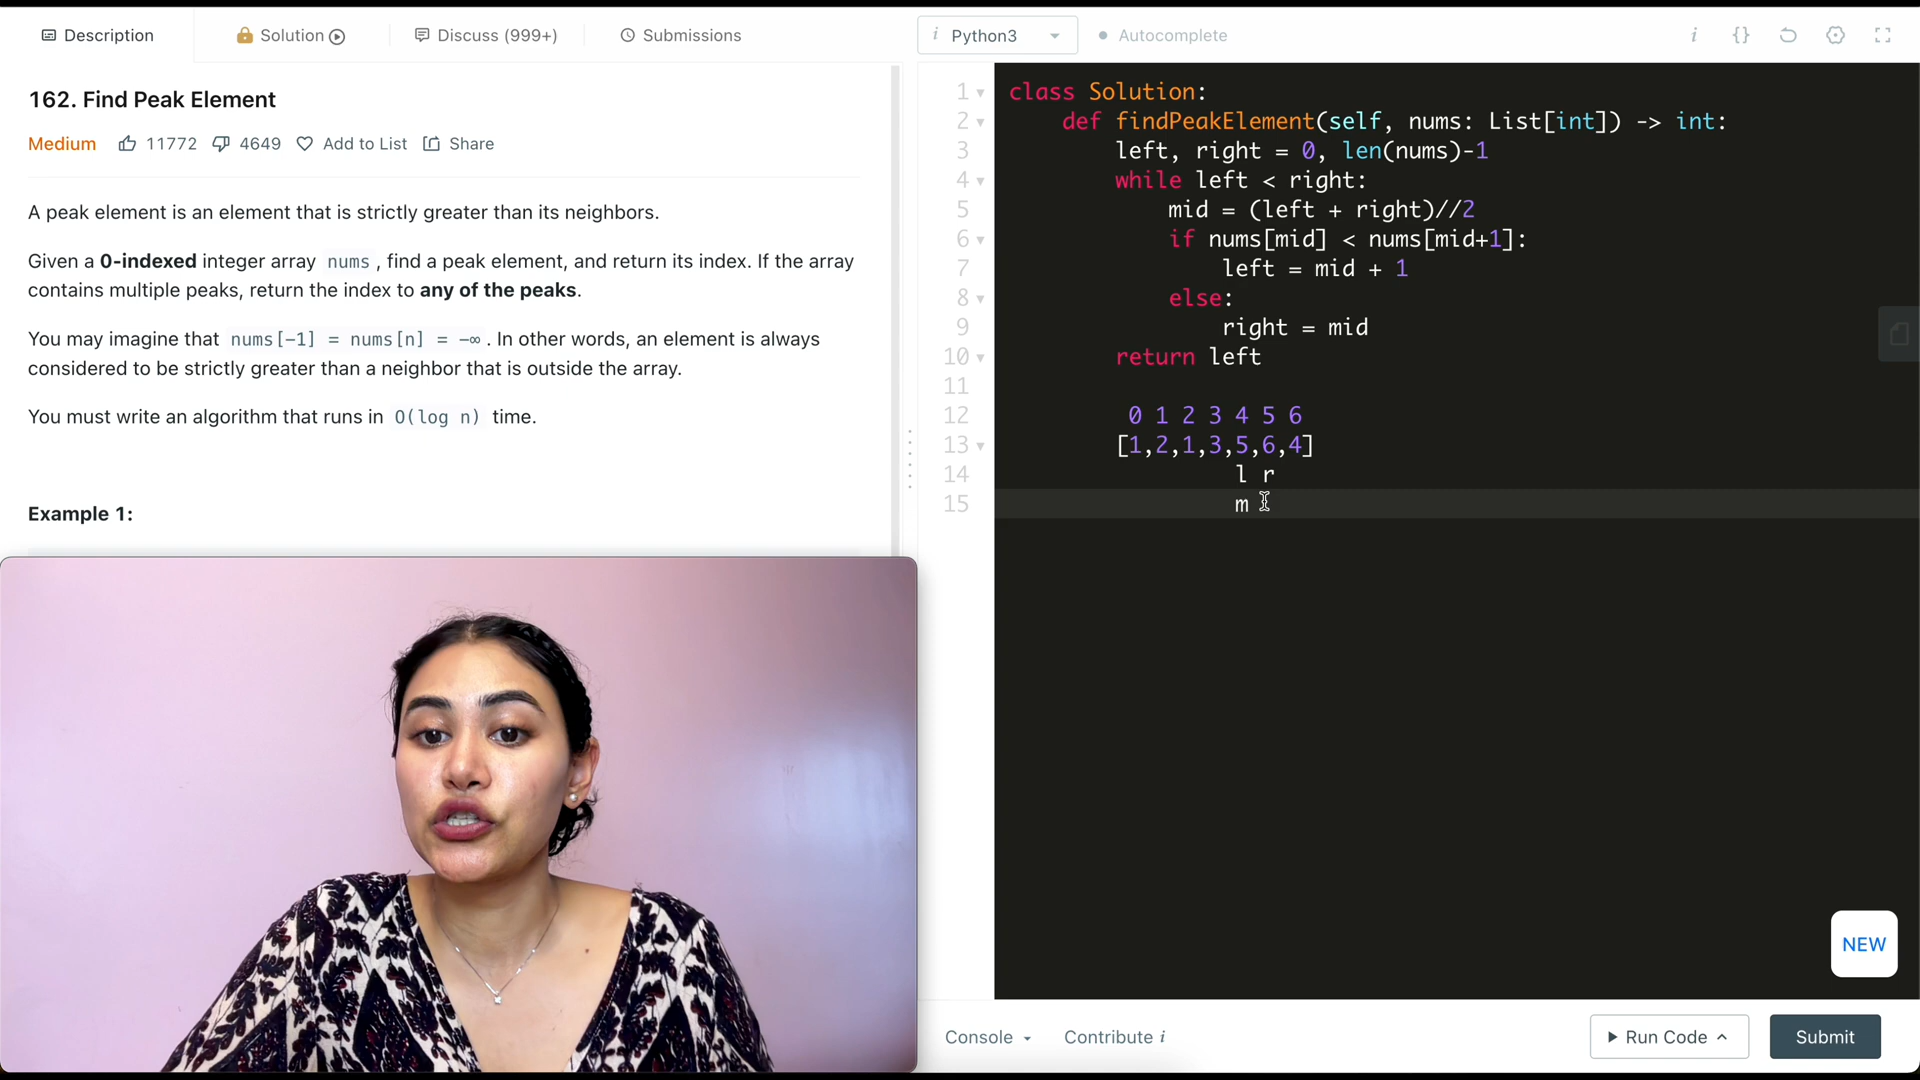 Description
Solution
Discuss (999+)
Submissions
i Python3
Autocomplete
i {}
162. Find Peak Element
Medium 11772 4649 Add to List Share
A peak element is an element that is strictly greater than its neighbors.
Given a 0-indexed integer array nums, find a peak element, and return its index. If the array
contains multiple peaks, return the index to any of the peaks.
You may imagine that nums[-1] = nums[n] = -∞. In other words, an element is always
considered to be strictly greater than a neighbor that is outside the array.
You must write an algorithm that runs in O(log n) time.
Example 1:
1 class Solution:
2 def findPeakElement(self, nums: List[int]) -> int:
3 left, right = 0, len(nums)-1
4 while left < right:
5 mid = (left + right)//2
6 if nums[mid] < nums[mid+1]:
7 left = mid + 1
8 else:
9 right = mid
10 return left
11
12 0 1 2 3 4 5 6
13 [1,2,1,3,5,6,4]
14 l r
15 m
NEW
Console
Contribute i
Run Code
Submit